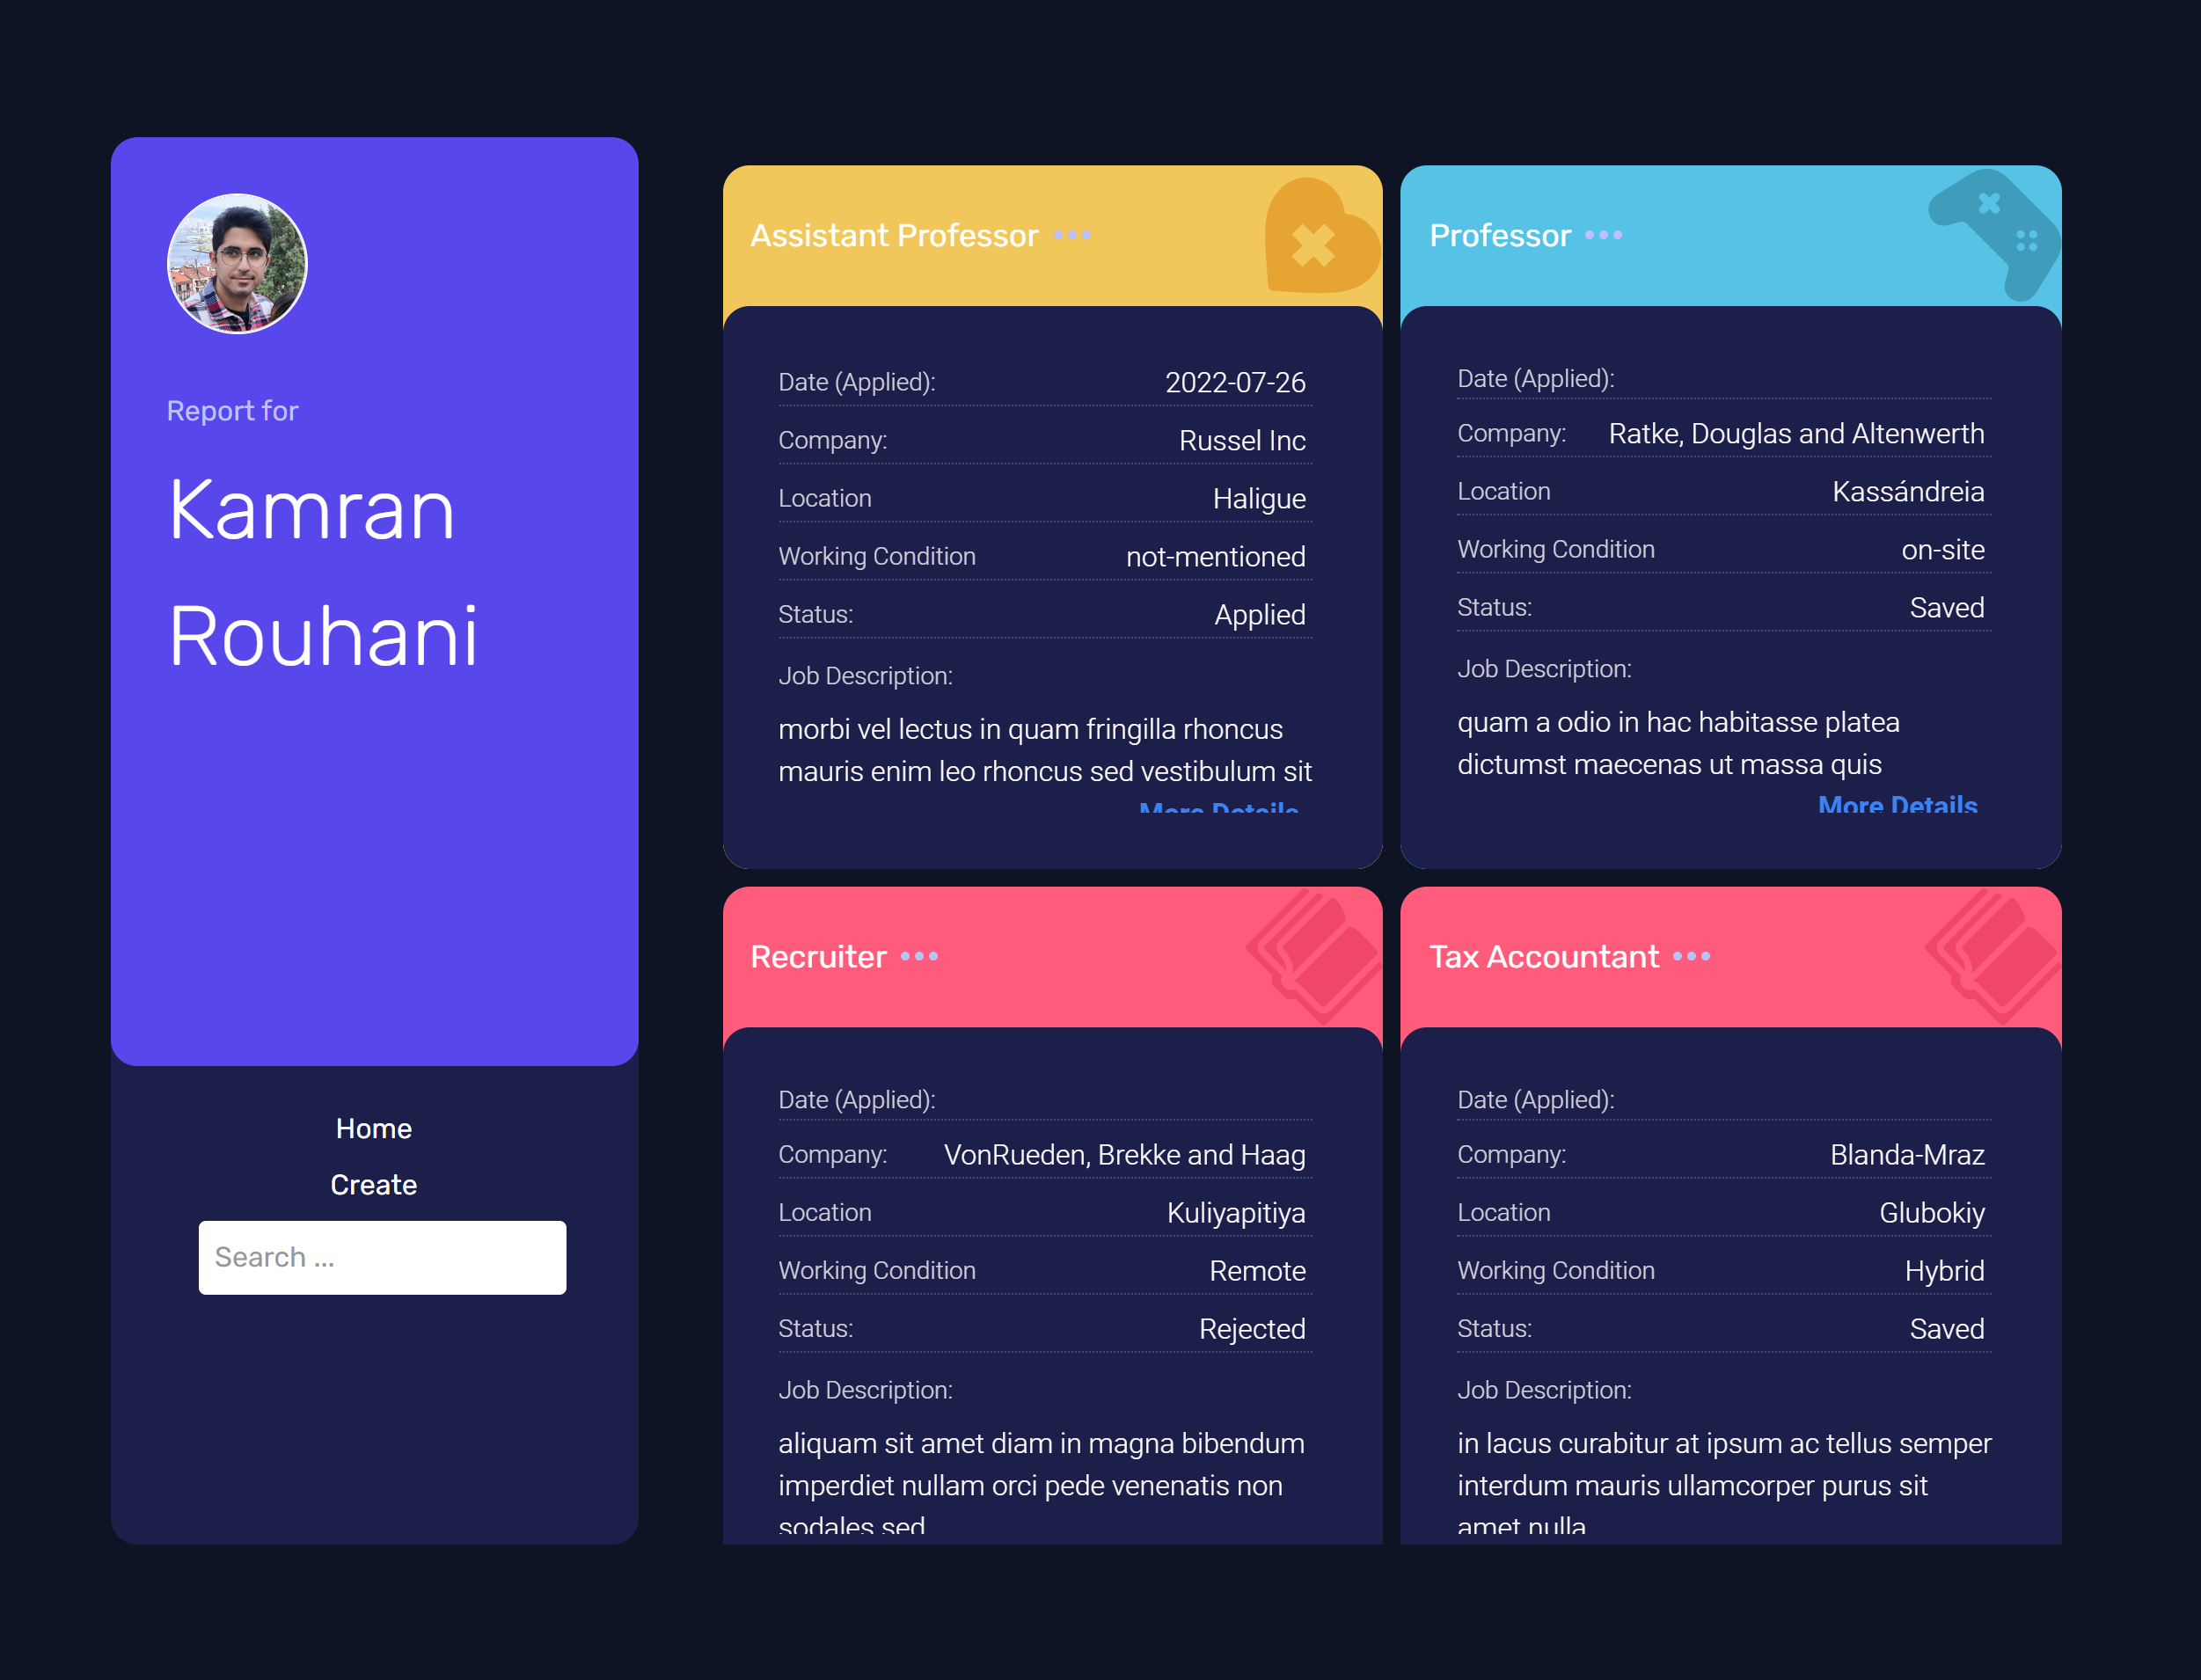 Report for
Kamran
Rouhani
Home
Create
Search ...
Assistant Professor
Date (Applied): 2022-07-26
Company: Russel Inc
Location Haligue
Working Condition not-mentioned
Status: Applied
Job Description:
morbi vel lectus in quam fringilla rhoncus
mauris enim leo rhoncus sed vestibulum sit
More Details
Professor
Date (Applied):
Company: Ratke, Douglas and Altenwerth
Location Kassándreia
Working Condition on-site
Status: Saved
Job Description:
quam a odio in hac habitasse platea
dictumst maecenas ut massa quis
More Details
Recruiter
Date (Applied):
Company: VonRueden, Brekke and Haag
Location Kuliyapitiya
Working Condition Remote
Status: Rejected
Job Description:
aliquam sit amet diam in magna bibendum
imperdiet nullam orci pede venenatis non
sodales sed
Tax Accountant
Date (Applied):
Company: Blanda-Mraz
Location Glubokiy
Working Condition Hybrid
Status: Saved
Job Description:
in lacus curabitur at ipsum ac tellus semper
interdum mauris ullamcorper purus sit
amet nulla